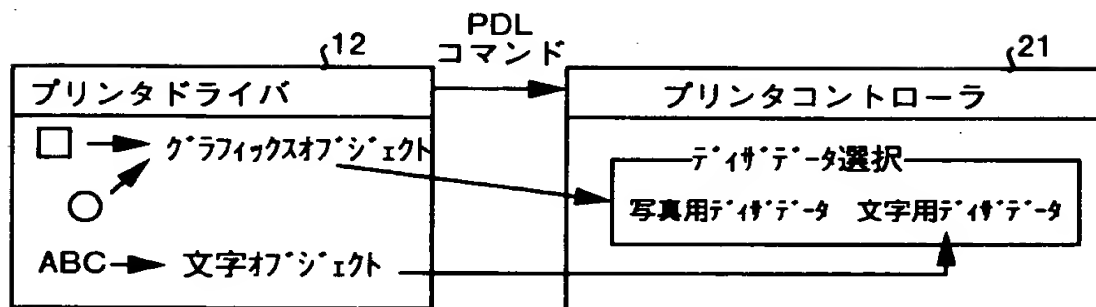 12
PDL
コマンド
21
プリンタドライバ
プリンタコントローラ
グラフィックスオブジェクト
ディザデータ選択
写真用ディザデータ 文字用ディザデータ
ABC 文字オブジェクト